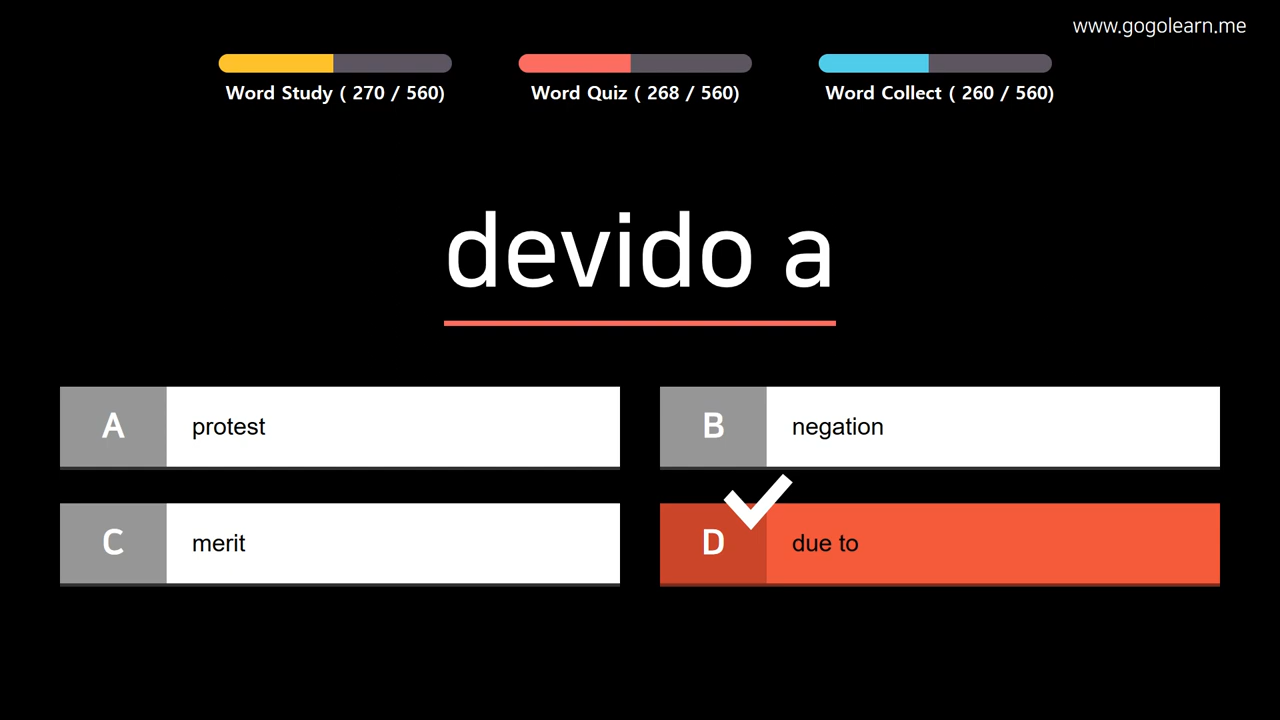 www.gogolearn.me
Word Study ( 270 / 560)
Word Quiz ( 268 / 560)
Word Collect ( 260 / 560)
devido a
A protest
B negation
C merit
D due to